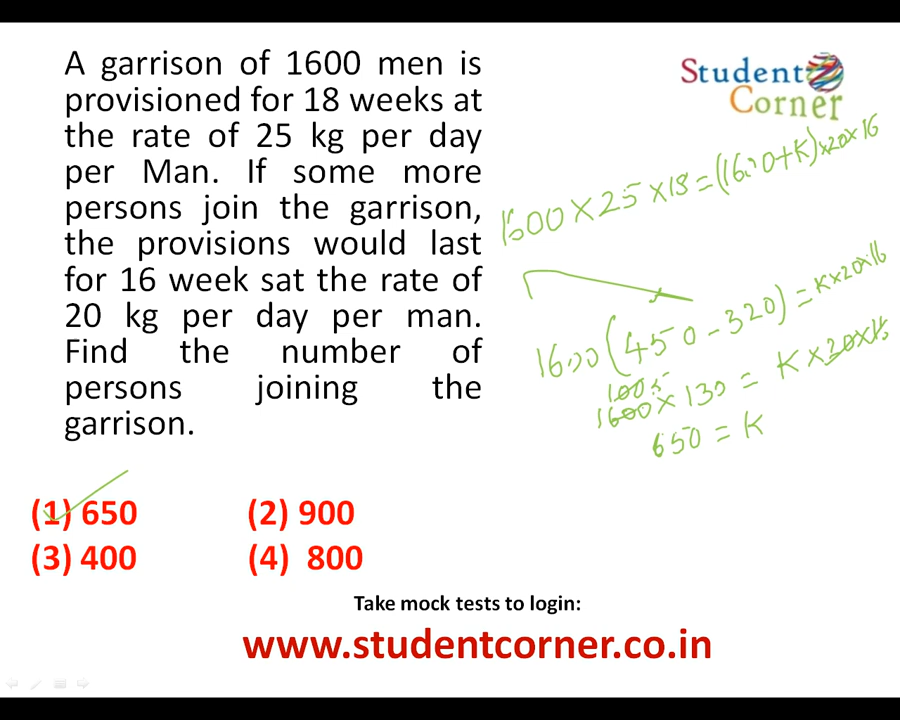 A garrison of 1600 men is
provisioned for 18 weeks at
the rate of 25 kg per day
per Man. If some more
persons join the garrison,
the provisions would last
for 16 week sat the rate of
20 kg per day per man.
Find the number of
persons joining the
garrison.
(1) 650 (2) 900
(3) 400 (4) 800
Student
Corner
1600 × 25 × 18 = (1600 + K) × 20 × 16
1600 (450 - 320) = K × 20 × 16
1600 × 130 = K × 20 × 16
650 = K
Take mock tests to login:
www.studentcorner.co.in